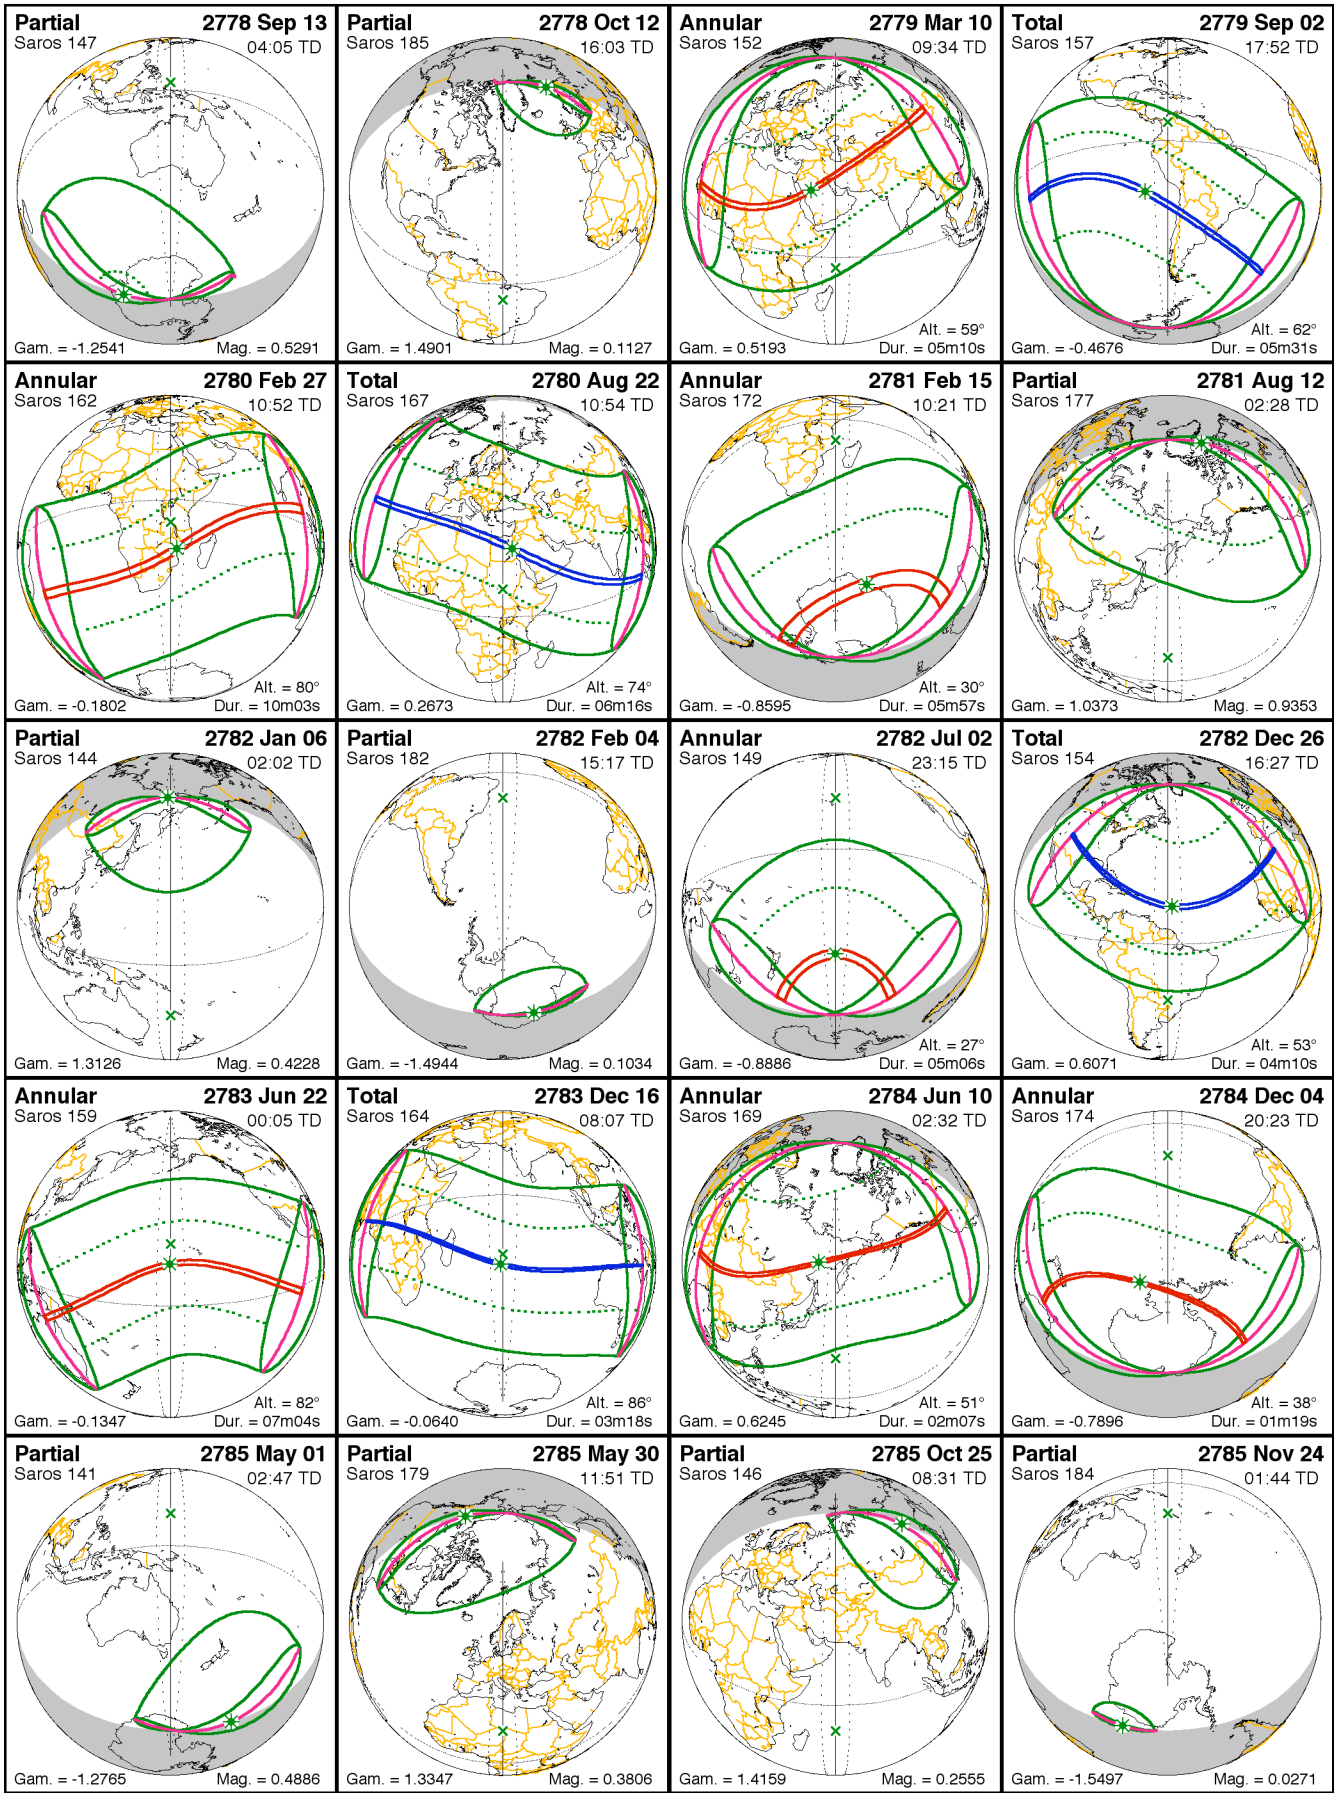 Partial 2778 Sep 13
Saros 147 04:05 TD
Gam. = -1.2541 Mag. = 0.5291
Partial 2778 Oct 12
Saros 185 16:03 TD
Gam. = 1.4901 Mag. = 0.1127
Annular 2779 Mar 10
Saros 152 09:34 TD
Alt. = 59°
Gam. = 0.5193 Dur. = 05m10s
Total 2779 Sep 02
Saros 157 17:52 TD
Alt. = 62°
Gam. = -0.4676 Dur. = 05m31s
Annular 2780 Feb 27
Saros 162 10:52 TD
Alt. = 80°
Gam. = -0.1802 Dur. = 10m03s
Total 2780 Aug 22
Saros 167 10:54 TD
Alt. = 74°
Gam. = 0.2673 Dur. = 06m16s
Annular 2781 Feb 15
Saros 172 10:21 TD
Alt. = 30°
Gam. = -0.8595 Dur. = 05m57s
Partial 2781 Aug 12
Saros 177 02:28 TD
Gam. = 1.0373 Mag. = 0.9353
Partial 2782 Jan 06
Saros 144 02:02 TD
Gam. = 1.3126 Mag. = 0.4228
Partial 2782 Feb 04
Saros 182 15:17 TD
Gam. = -1.4944 Mag. = 0.1034
Annular 2782 Jul 02
Saros 149 23:15 TD
Alt. = 27°
Gam. = -0.8886 Dur. = 05m06s
Total 2782 Dec 26
Saros 154 16:27 TD
Alt. = 53°
Gam. = 0.6071 Dur. = 04m10s
Annular 2783 Jun 22
Saros 159 00:05 TD
Alt. = 82°
Gam. = -0.1347 Dur. = 07m04s
Total 2783 Dec 16
Saros 164 08:07 TD
Alt. = 86°
Gam. = -0.0640 Dur. = 03m18s
Annular 2784 Jun 10
Saros 169 02:32 TD
Alt. = 51°
Gam. = 0.6245 Dur. = 02m07s
Annular 2784 Dec 04
Saros 174 20:23 TD
Alt. = 38°
Gam. = -0.7896 Dur. = 01m19s
Partial 2785 May 01
Saros 141 02:47 TD
Gam. = -1.2765 Mag. = 0.4886
Partial 2785 May 30
Saros 179 11:51 TD
Gam. = 1.3347 Mag. = 0.3806
Partial 2785 Oct 25
Saros 146 08:31 TD
Gam. = 1.4159 Mag. = 0.2555
Partial 2785 Nov 24
Saros 184 01:44 TD
Gam. = -1.5497 Mag. = 0.0271